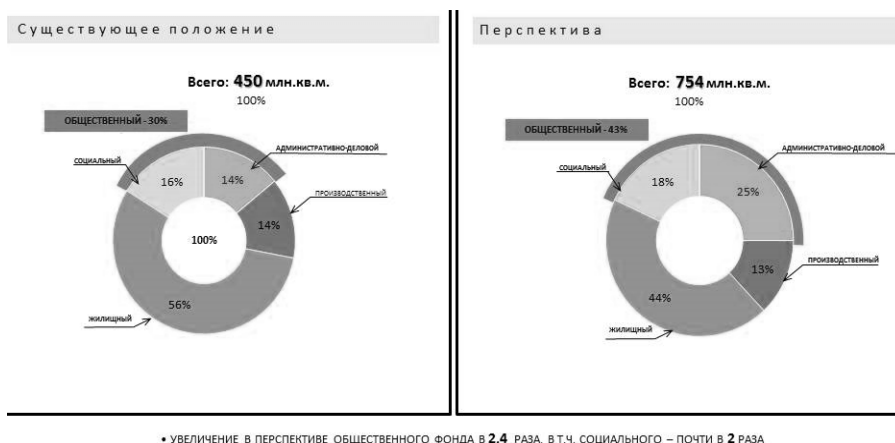 Существующее положение
Всего: 450 млн.кв.м.
100%
ОБЩЕСТВЕННЫЙ - 30%
СОЦИАЛЬНЫЙ
АДМИНИСТРАТИВНО-ДЕЛОВОЙ
16%
14%
ПРОИЗВОДСТВЕННЫЙ
14%
100%
56%
ЖИЛИЩНЫЙ
Перспектива
Всего: 754 млн.кв.м.
100%
ОБЩЕСТВЕННЫЙ - 43%
АДМИНИСТРАТИВНО-ДЕЛОВОЙ
СОЦИАЛЬНЫЙ
18%
25%
ПРОИЗВОДСТВЕННЫЙ
13%
44%
ЖИЛИЩНЫЙ
• УВЕЛИЧЕНИЕ В ПЕРСПЕКТИВЕ ОБЩЕСТВЕННОГО ФОНДА В 2,4 РАЗА, В Т.Ч. СОЦИАЛЬНОГО – ПОЧТИ В 2 РАЗА